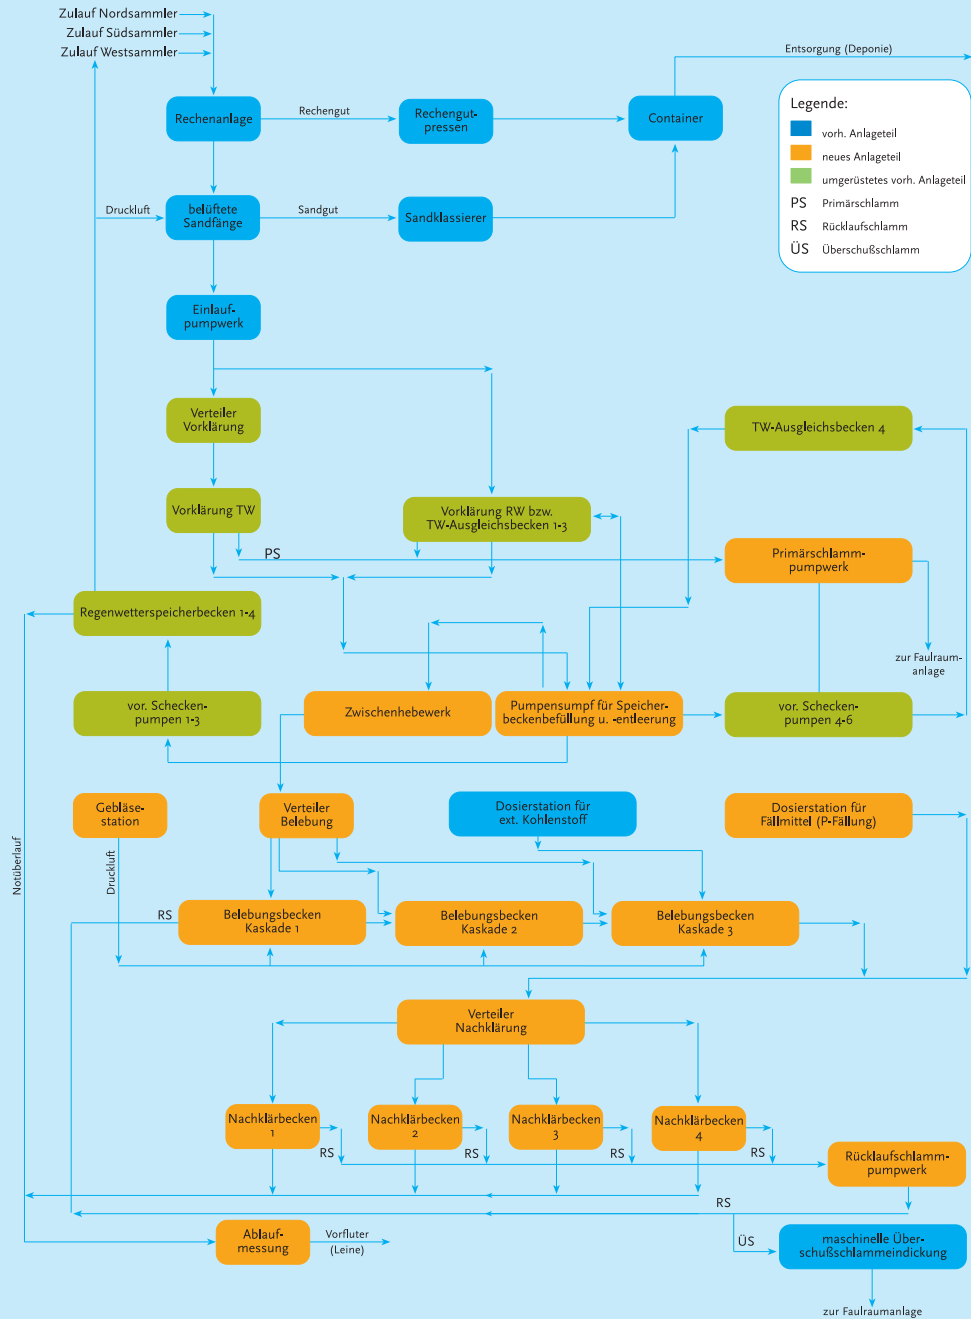 Zulauf Nordsammler
Zulauf Südsammler
Zulauf Westsammler
Entsorgung (Deponie)
Rechenanlage
Rechengut
Rechengut-
pressen
Container
Legende:
vorh. Anlageteil
neues Anlageteil
umgerüstetes vorh. Anlageteil
PS Primärschlamm
RS Rücklaufschlamm
ÜS Überschußschlamm
Druckluft
belüftete
Sandfänge
Sandgut
Sandklassierer
Einlauf-
pumpwerk
Verteiler
Vorklärung
TW-Ausgleichsbecken 4
Vorklärung TW
Vorklärung RW bzw.
TW-Ausgleichsbecken 1-3
PS
Primärschlamm-
pumpwerk
Regenwetterspeicherbecken 1-4
zur Faulraum-
anlage
vor. Schecken-
pumpen 1-3
Zwischenhebewerk
Pumpensumpf für Speicher-
beckenbefüllung u. -entleerung
vor. Schecken-
pumpen 4-6
Gebläse-
station
Verteiler
Belebung
Dosierstation für
ext. Kohlenstoff
Dosierstation für
Fällmittel (P-Fällung)
Notüberlauf
Druckluft
RS
Belebungsbecken
Kaskade 1
Belebungsbecken
Kaskade 2
Belebungsbecken
Kaskade 3
Verteiler
Nachklärung
Nachklärbecken
1
Nachklärbecken
2
Nachklärbecken
3
Nachklärbecken
4
RS
RS
RS
RS
Rücklaufschlamm-
pumpwerk
RS
Ablauf-
messung
Vorfluter
(Leine)
ÜS
maschinelle Über-
schußschlammeindickung
zur Faulraumanlage